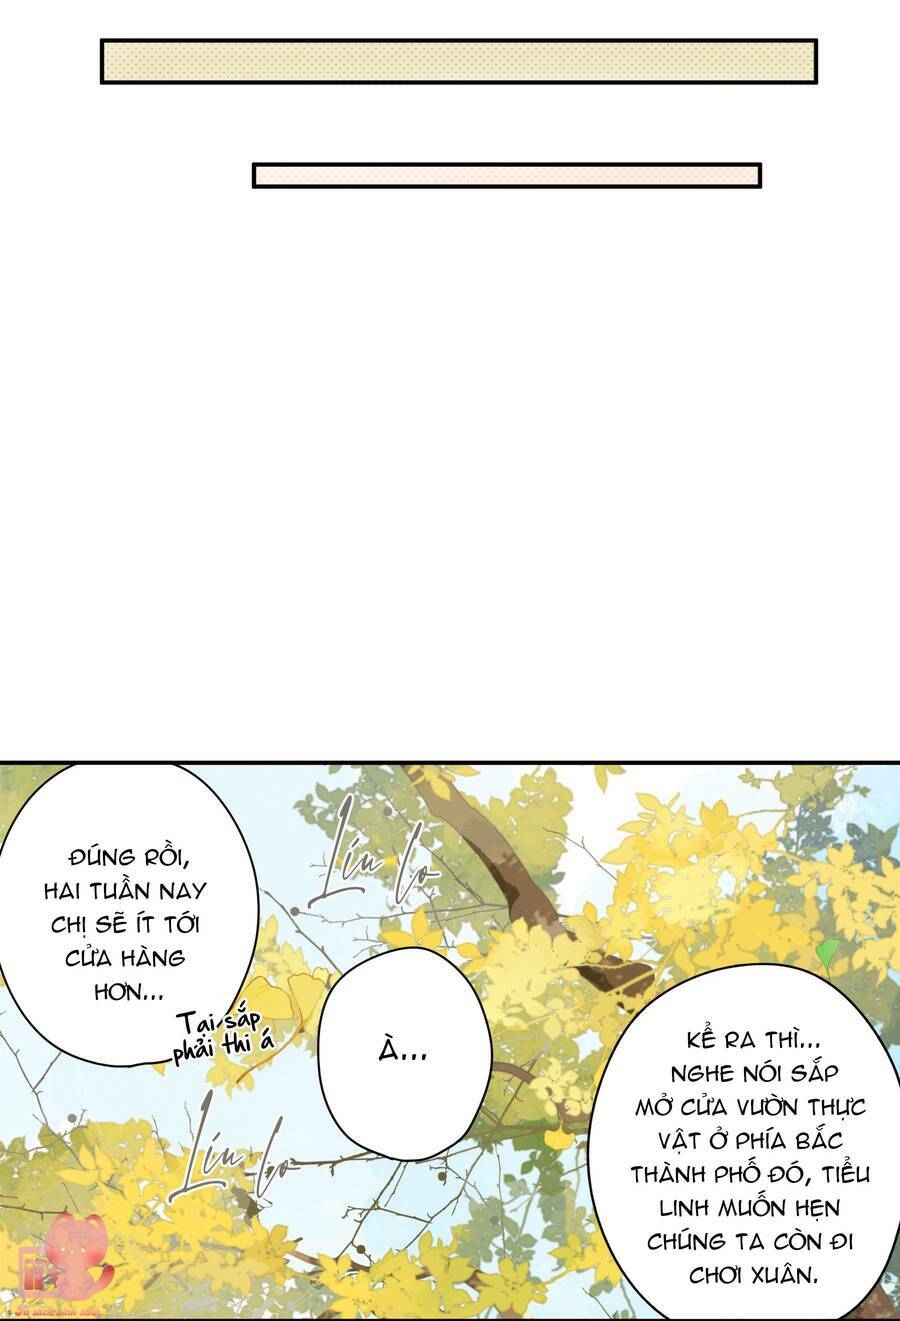 ĐÚNG RỒI,
HAI TUẦN NAY
CHỊ SẼ ÍT TỚI
CỬA HÀNG
HƠN...
Tại sắp
phải thi á
Líu lo
À...
Líu lo
KỂ RA THÌ...
NGHE NÓI SẮP
MỞ CỬA VƯỜN THỰC
VẬT Ở PHÍA BẮC
THÀNH PHỐ ĐÓ, TIỂU
LINH MUỐN HẸN
CHÚNG TA CÒN ĐI
CHƠI XUÂN.